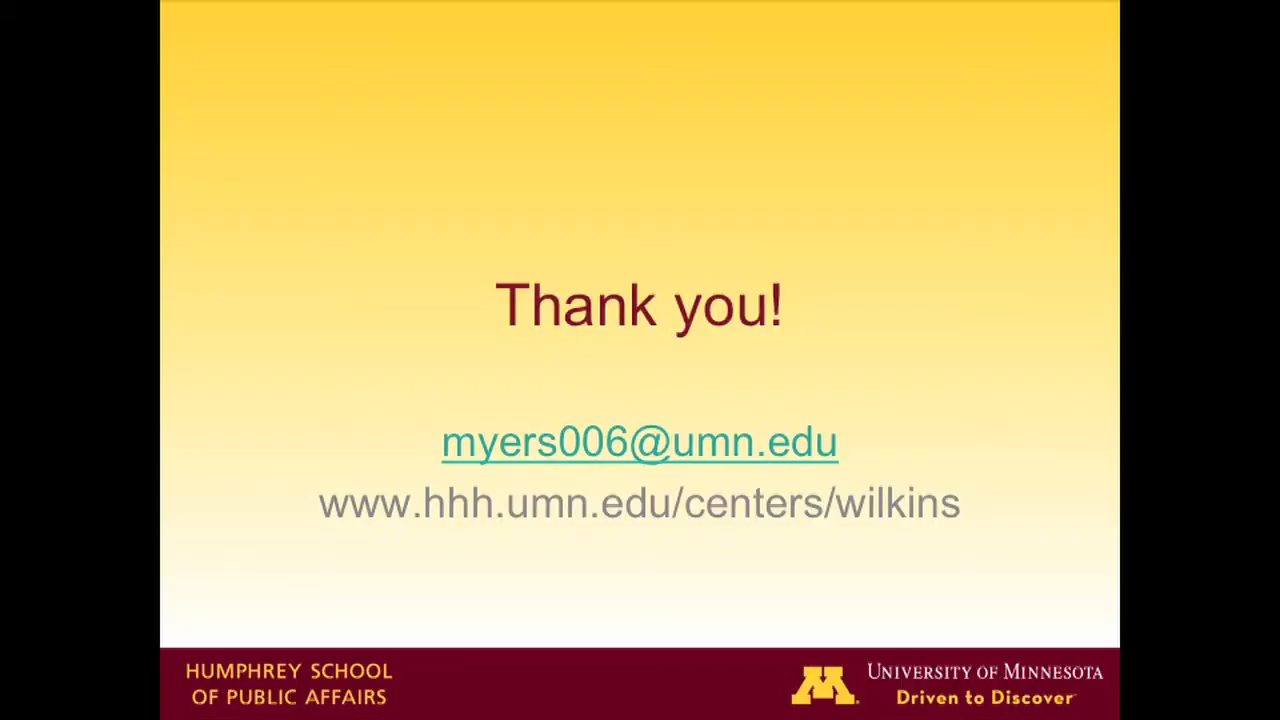 Thank you!
myers006@umn.edu
www.hhh.umn.edu/centers/wilkins
HUMPHREY SCHOOL
OF PUBLIC AFFAIRS
M
UNIVERSITY OF MINNESOTA
Driven to Discover